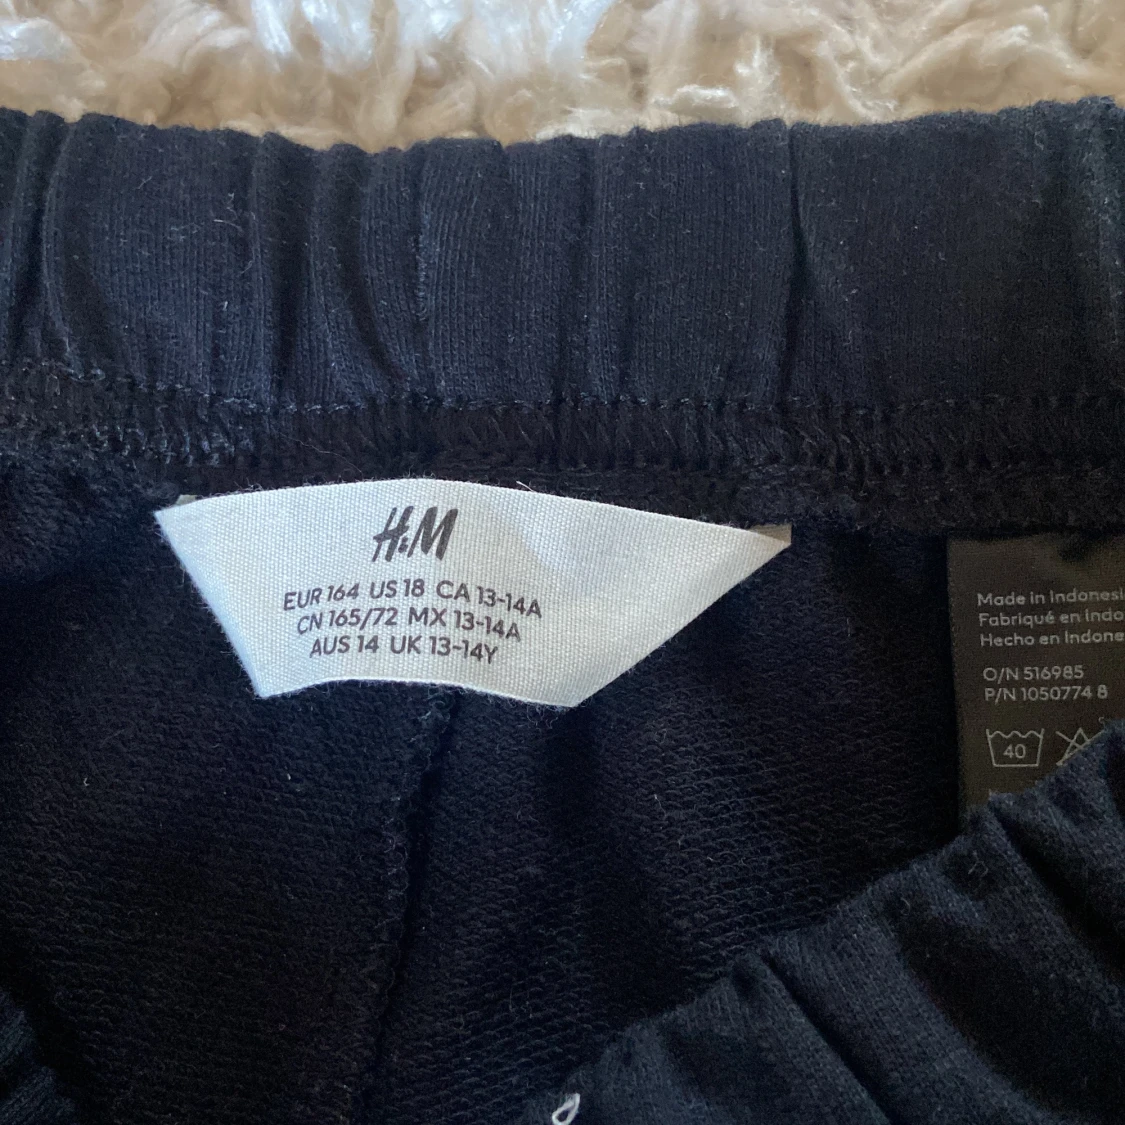 H&M
EUR 164 US 18 CA 13-14A
CN 165/72 MX 13-14A
AUS 14 UK 13-14Y
Made in Indonesi
Fabriqué en Indo
Hecho en Indone
O/N 516985
P/N 1050774 8
40